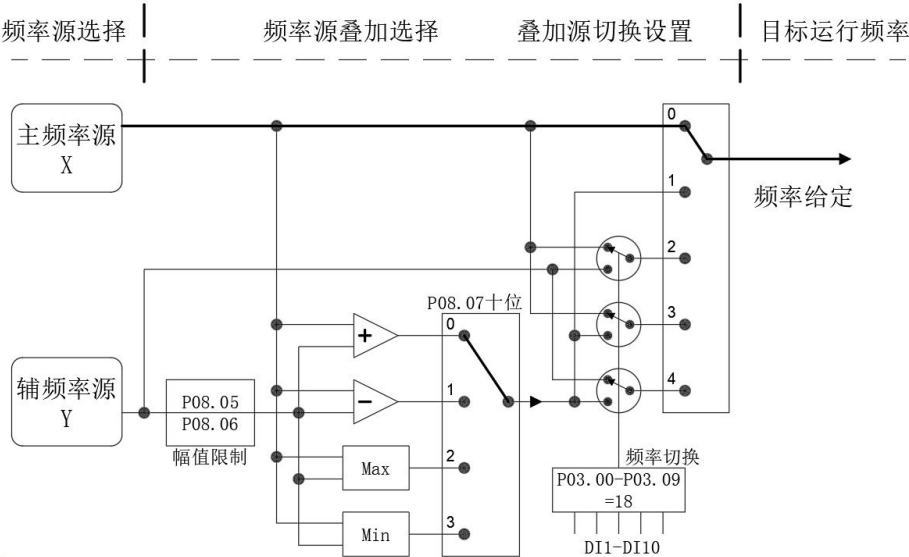 频率源选择
频率源叠加选择
叠加源切换设置
目标运行频率
主频率源
X
0
频率给定
1
2
3
4
P08.07十位
0
+
1
−
2
3
辅频率源
Y
P08.05
P08.06
幅值限制
Max
Min
频率切换
P03.00-P03.09
=18
DI1-DI10